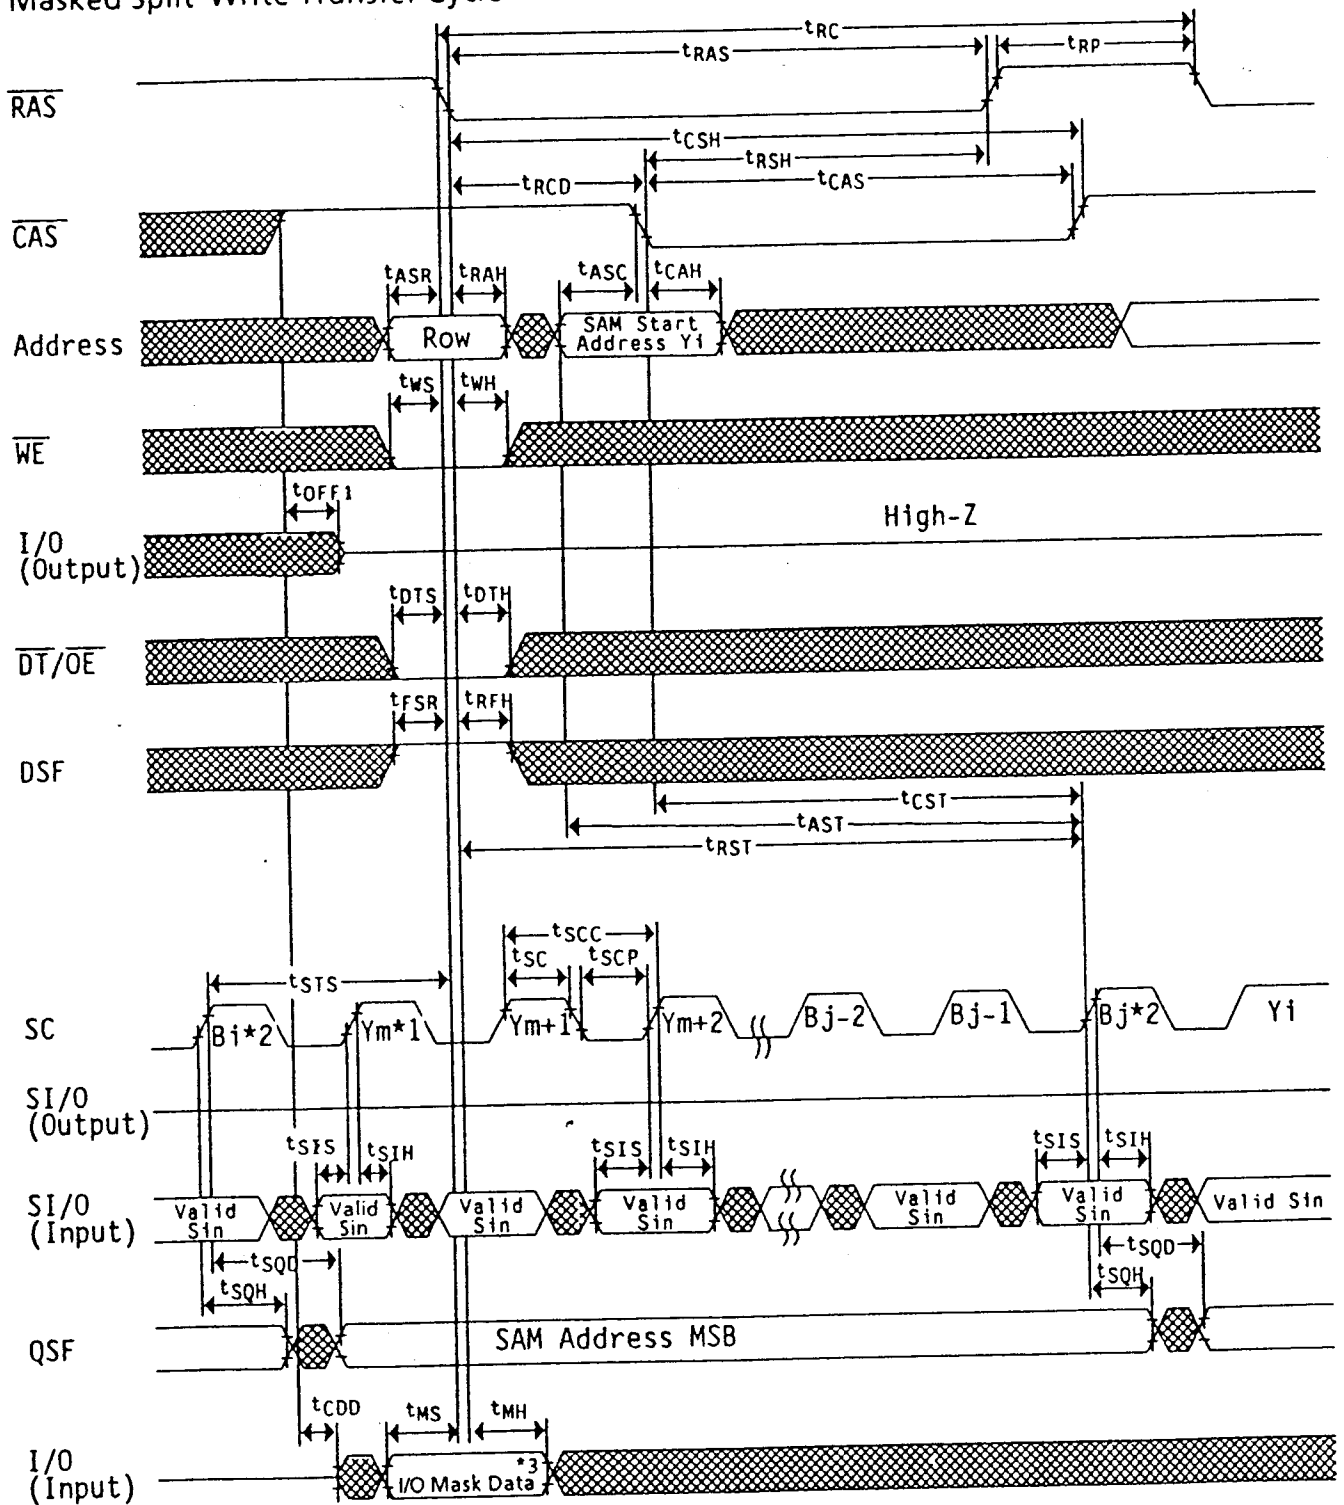 Masked Split Write Transfer Cycle
tRC
tRAS
tRP
RAS
tCSH
tRSH
tRCD
tCAS
CAS
tASR
tRAH
tASC
tCAH
Address
Row
SAM Start
Address Yi
tWS
tWH
WE
tOFF1
High-Z
I/O
(Output)
tDTS
tDTH
DT/OE
tFSR
tRFH
DSF
tCST
tAST
tRST
tSCC
tSC
tSCP
tSTS
SC
Bi*2
Ym*1
Ym+1
Ym+2
Bj-2
Bj-1
Bj*2
Yi
SI/O
(Output)
tSIS
tSIH
tSIS
tSIH
tSIS
tSIH
SI/O
(Input)
Valid
Sin
Valid
Sin
Valid
Sin
Valid
Sin
Valid
Sin
Valid
Sin
Valid Sin
tSQD
tSQD
tSQH
tSQH
QSF
SAM Address MSB
tCDD
tMS
tMH
I/O
(Input)
*3
I/O Mask Data